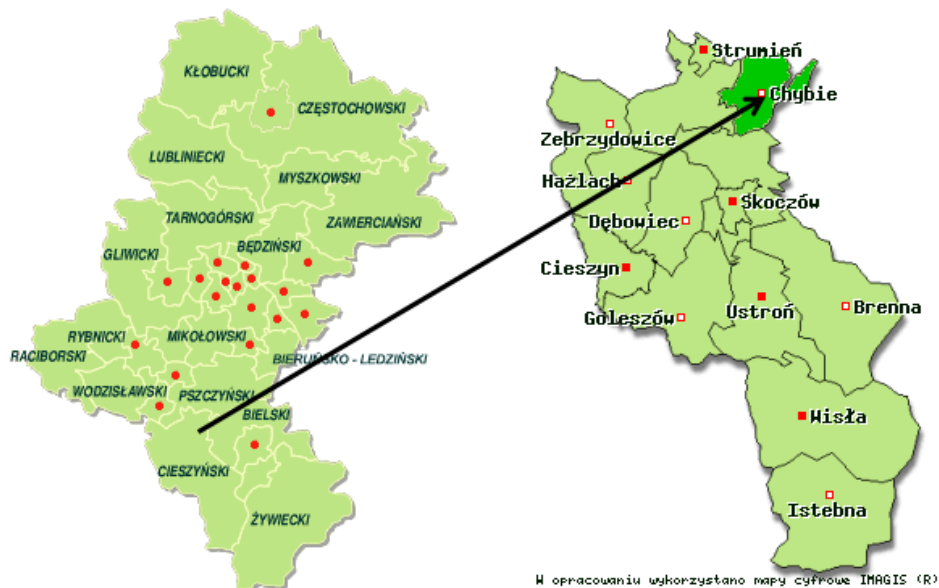 KŁOBUCKI
CZĘSTOCHOWSKI
LUBLINIECKI
MYSZKOWSKI
TARNOGÓRSKI
ZAWIERCIAŃSKI
GLIWICKI
BĘDZIŃSKI
RYBNICKI
MIKOŁOWSKI
RACIBORSKI
BIERUŃSKO - LEDZIŃSKI
WODZISŁAWSKI
PSZCZYŃSKI
BIELSKI
CIESZYŃSKI
ŻYWIECKI
Strumień
Chybie
Zebrzydowice
Hażlach
Skoczów
Dębowiec
Cieszyn
Goleszów
Ustroń
Brenna
Wisła
Istebna
W opracowaniu wykorzystano mapy cyfrowe IMAGIS (R)